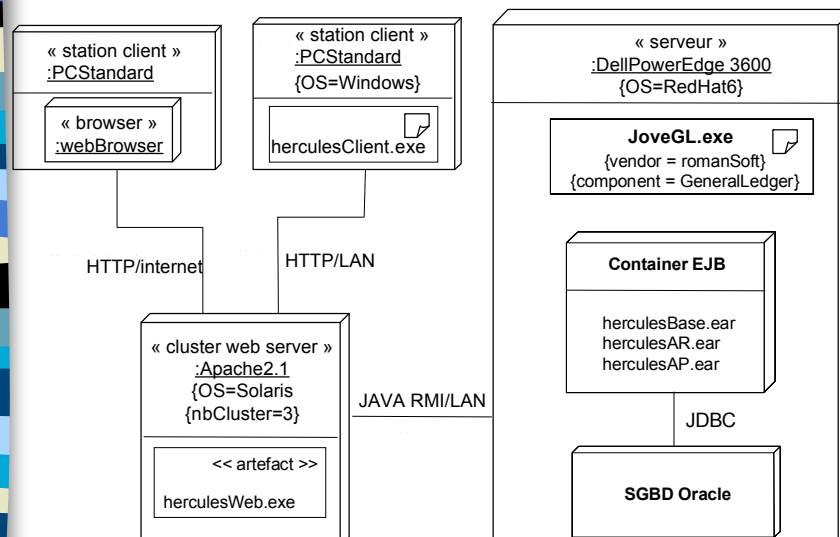 « station client »
:PCStandard
« browser »
:webBrowser
« station client »
:PCStandard
{OS=Windows}
herculesClient.exe
« serveur »
:DellPowerEdge 3600
{OS=RedHat6}
JoveGL.exe
{vendor = romanSoft}
{component = GeneralLedger}
HTTP/internet
HTTP/LAN
Container EJB
herculesBase.ear
herculesAR.ear
herculesAP.ear
« cluster web server »
:Apache2.1
{OS=Solaris
{nbCluster=3}
JAVA RMI/LAN
JDBC
<< artefact >>
herculesWeb.exe
SGBD Oracle